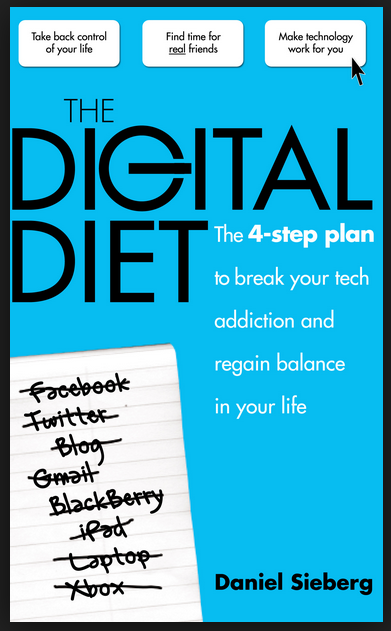 Take back control
of your life
Find time for
real friends
Make technology
work for you
THE
DIGITAL
DIET
The 4-step plan
to break your tech
addiction and
regain balance
in your life
Facebook
Twitter
Blog
Gmail
BlackBerry
iPad
Laptop
Xbox
Daniel Sieberg